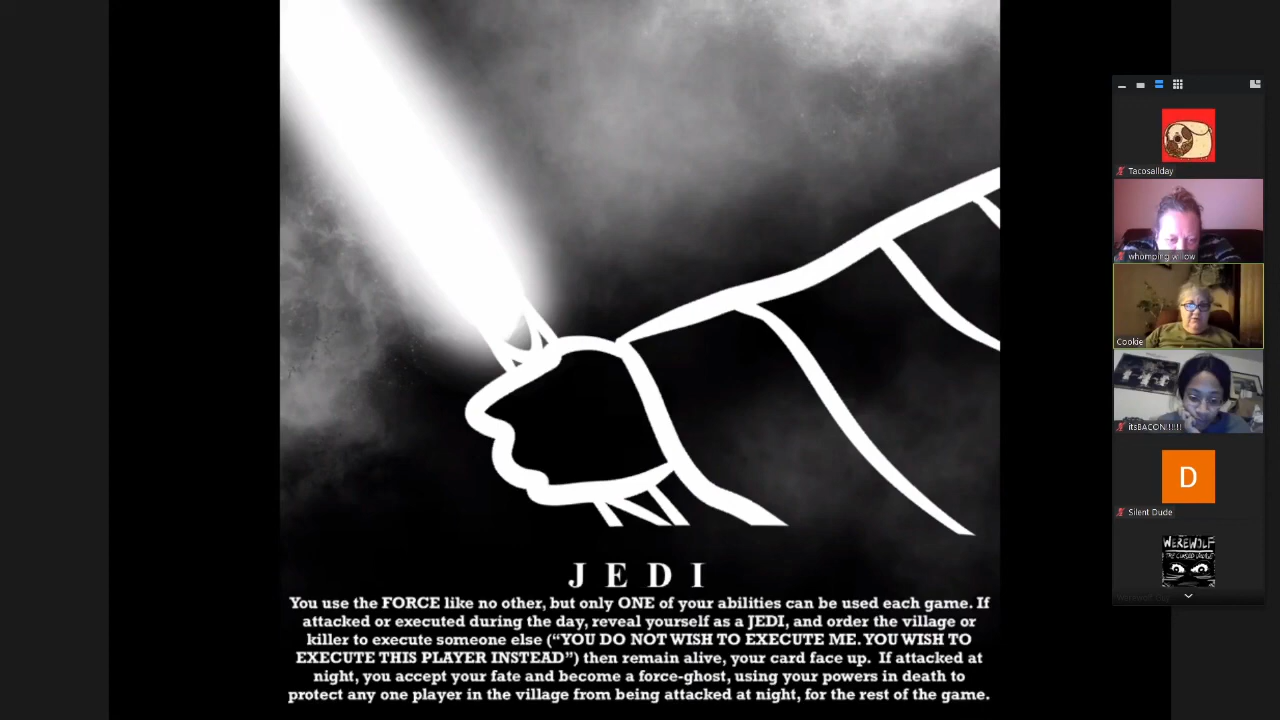 JEDI
You use the FORCE like no other, but only ONE of your abilities can be used each game. If
attacked or executed during the day, reveal yourself as a JEDI, and order the village or
killer to execute someone else (“YOU DO NOT WISH TO EXECUTE ME. YOU WISH TO
EXECUTE THIS PLAYER INSTEAD”) then remain alive, your card face up. If attacked at
night, you accept your fate and become a force-ghost, using your powers in death to
protect any one player in the village from being attacked at night, for the rest of the game.
Tacosallday
whomping willow
Cookie
itsBACON!!!!!
D
Silent Dude
WEREWOLF